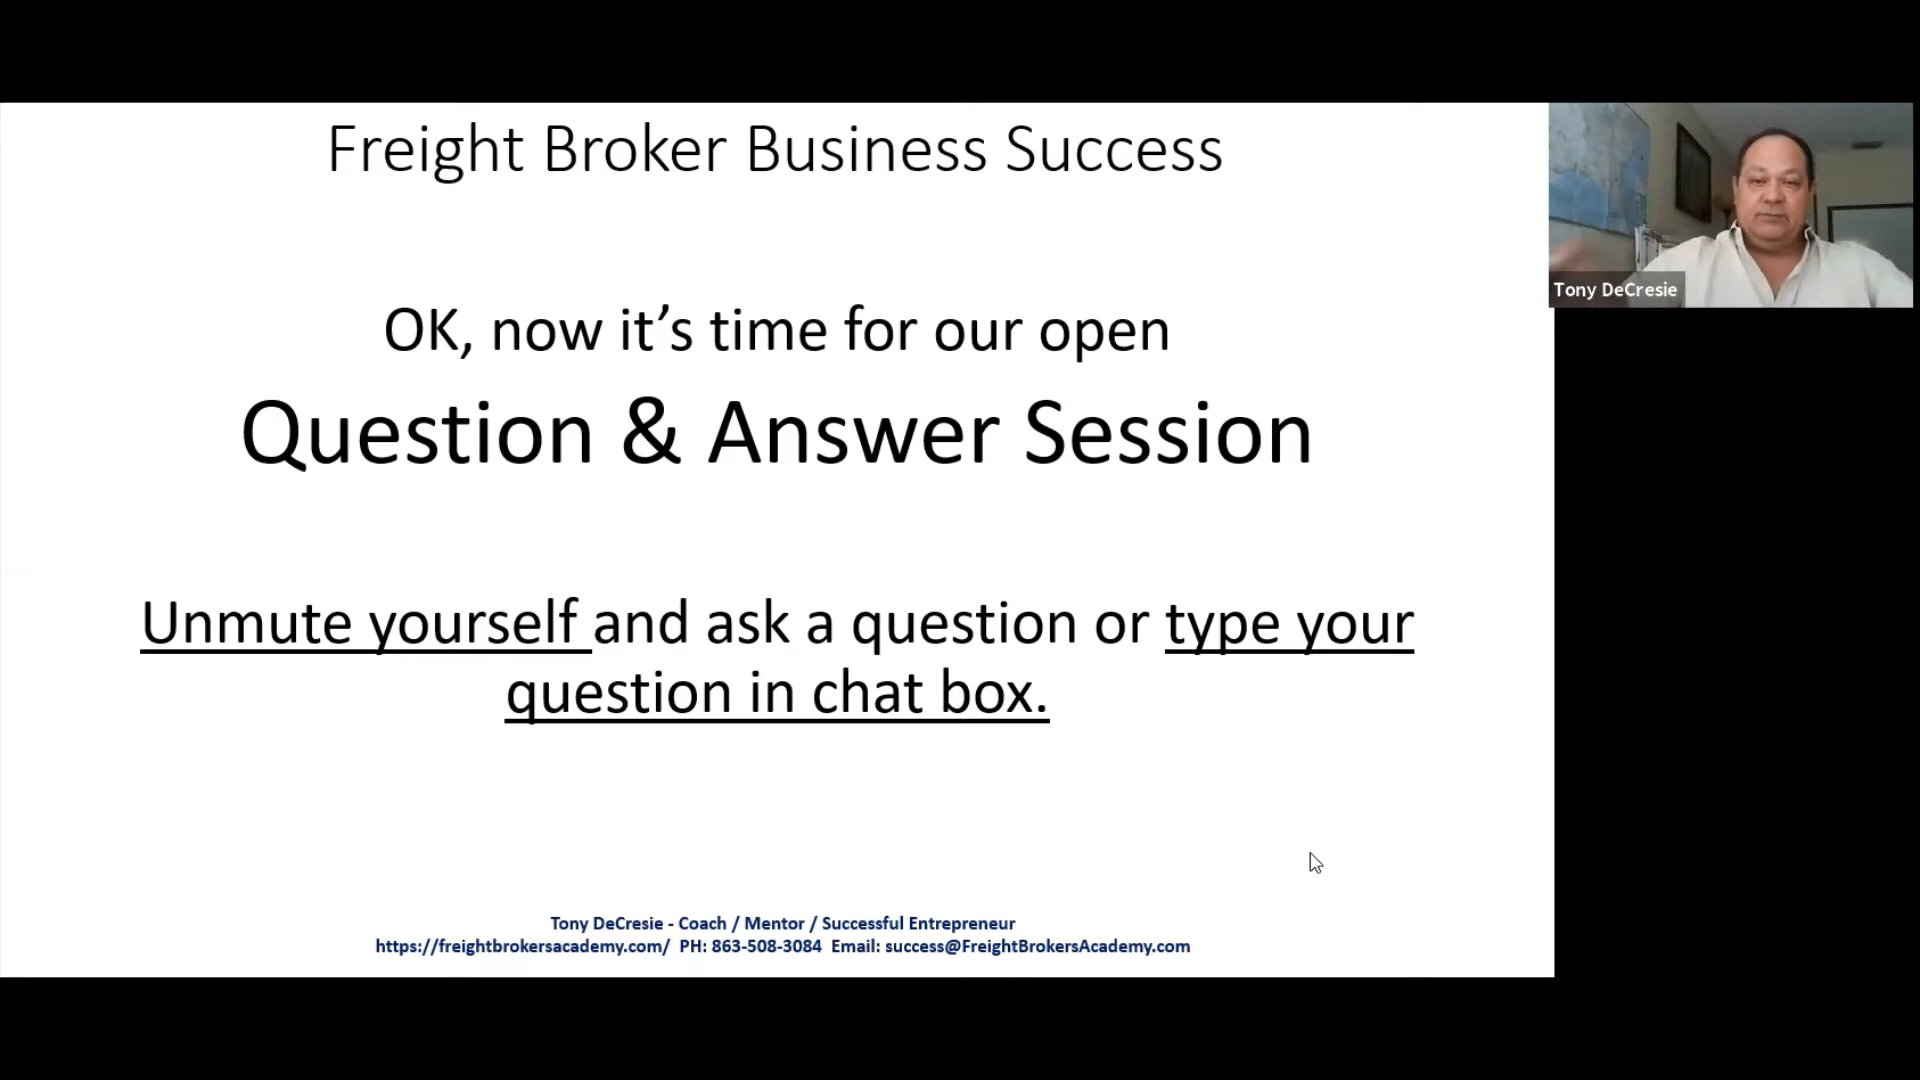 Freight Broker Business Success
OK, now it’s time for our open
Question & Answer Session
Unmute yourself and ask a question or type your
question in chat box.
Tony DeCresie - Coach / Mentor / Successful Entrepreneur
https://freightbrokersacademy.com/ PH: 863-508-3084 Email: success@FreightBrokersAcademy.com
Tony DeCresie